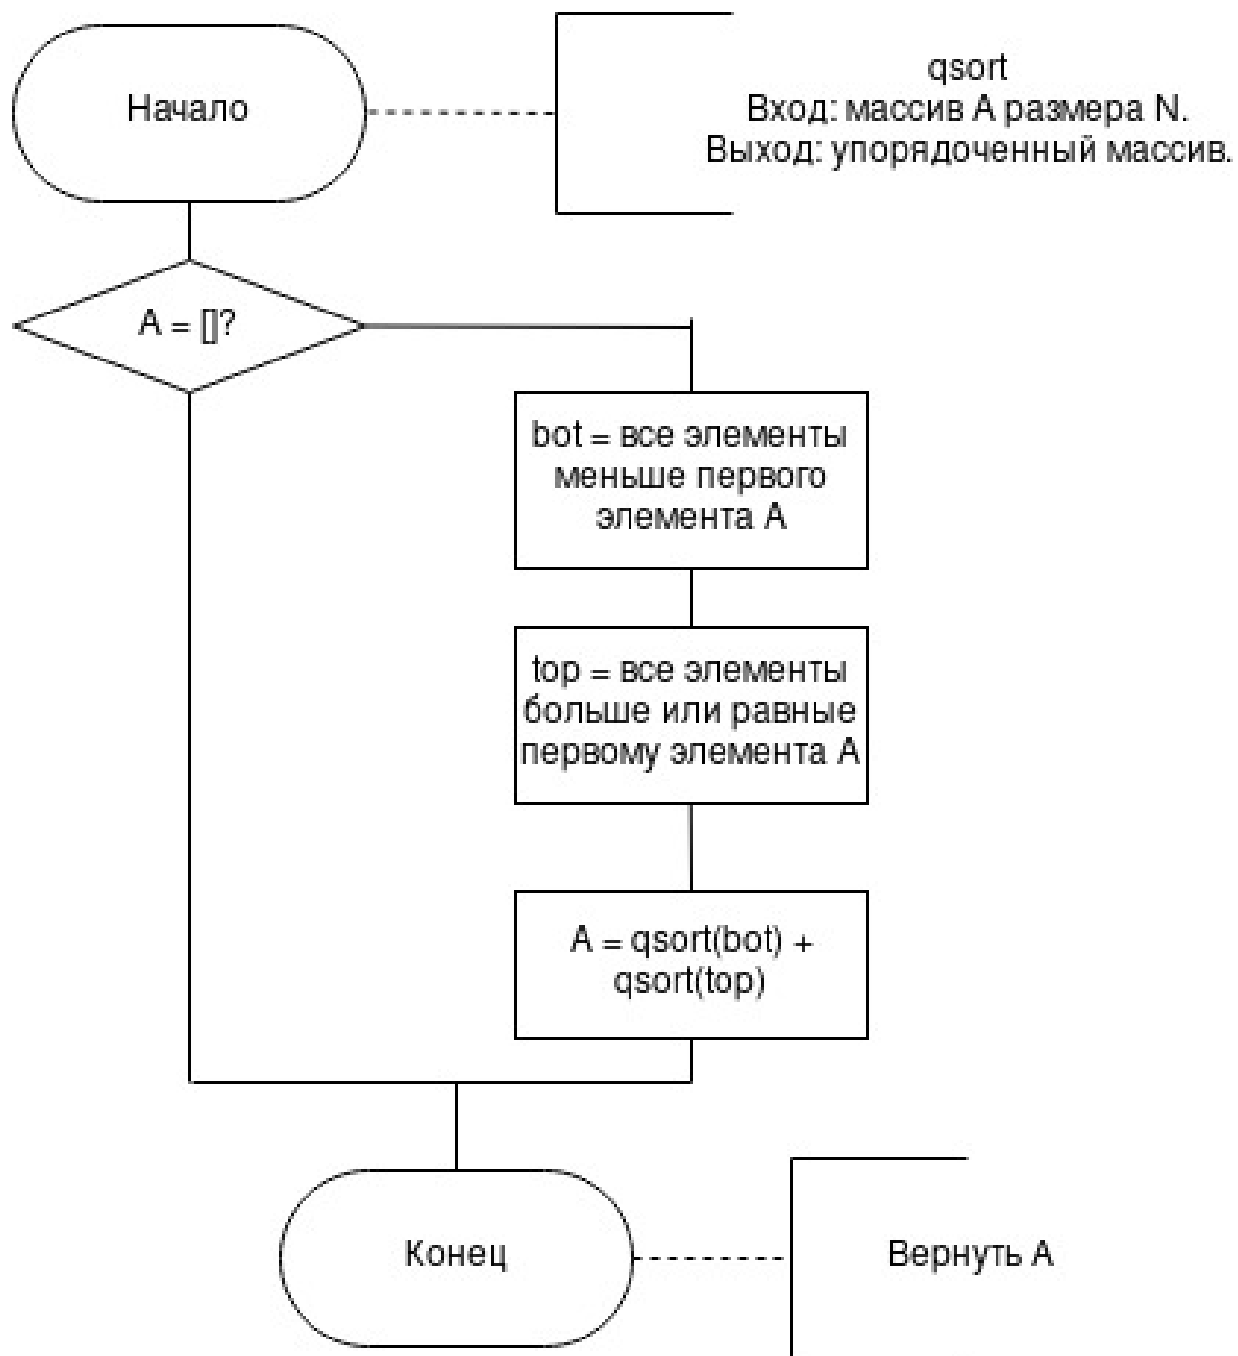 Начало
qsort
Вход: массив А размера N.
Выход: упорядоченный массив.
A = []?
bot = все элементы
меньше первого
элемента А
top = все элементы
больше или равные
первому элемента А
A = qsort(bot) +
qsort(top)
Конец
Вернуть А